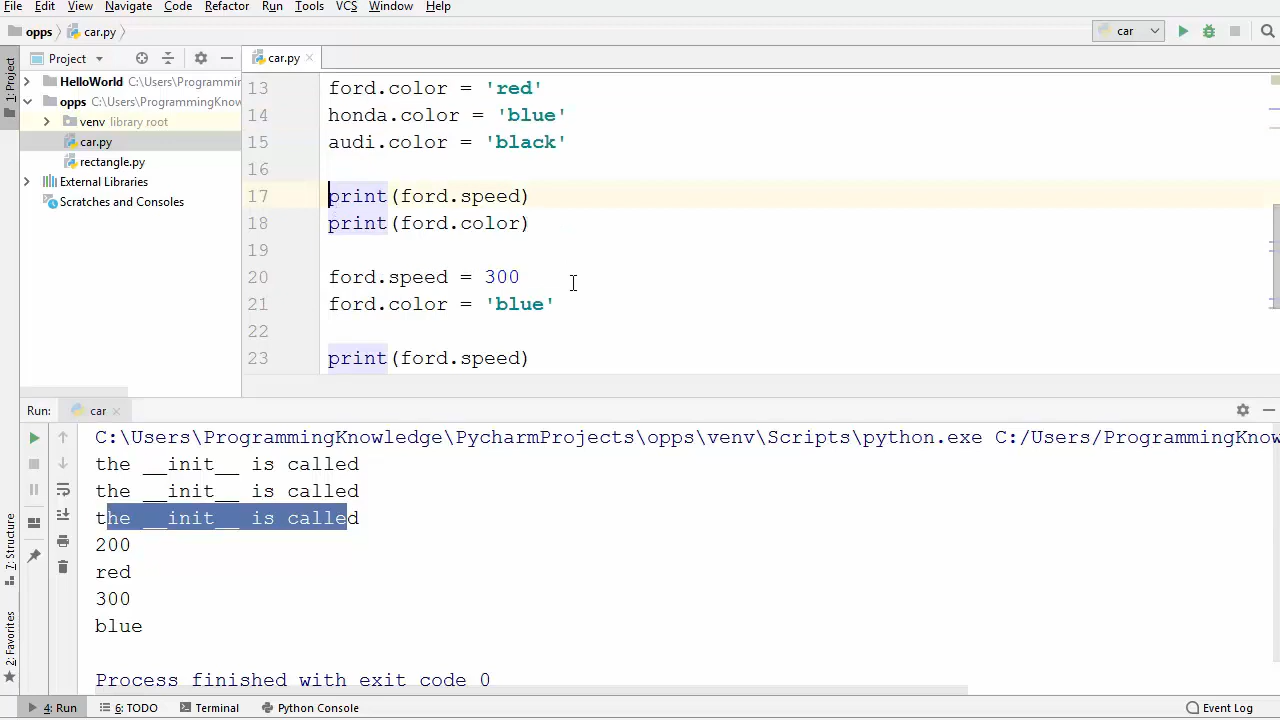 File Edit View Navigate Code Refactor Run Tools VCS Window Help
opps car.py car
1: Project
Project car.py
HelloWorld C:\Users\Programmin
opps C:\Users\ProgrammingKnow
venv library root
car.py
rectangle.py
External Libraries
Scratches and Consoles
13 ford.color = 'red'
14 honda.color = 'blue'
15 audi.color = 'black'
16
17 print(ford.speed)
18 print(ford.color)
19
20 ford.speed = 300
21 ford.color = 'blue'
22
23 print(ford.speed)
Run: car
C:\Users\ProgrammingKnowledge\PycharmProjects\opps\venv\Scripts\python.exe C:/Users/ProgrammingKnow
the __init__ is called
the __init__ is called
the __init__ is called
200
red
300
blue
Process finished with exit code 0
7: Structure
2: Favorites
4: Run 6: TODO Terminal Python Console Event Log